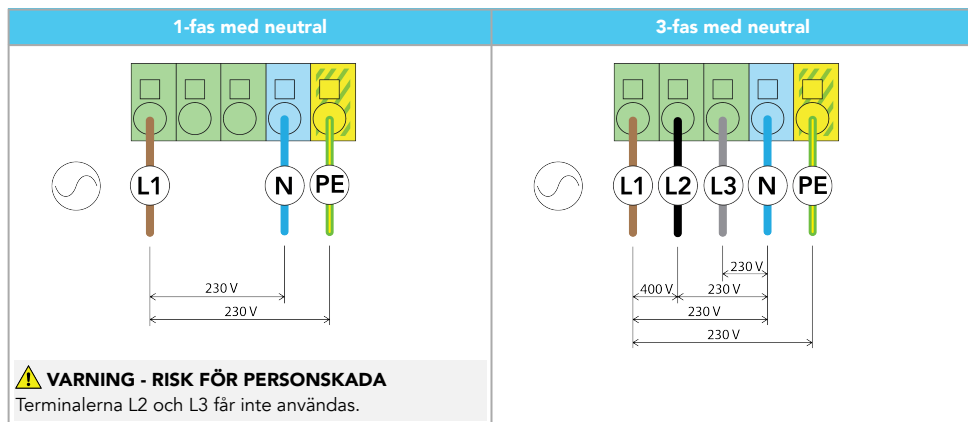 1-fas med neutral
L1
N
PE
230 V
230 V
VARNING - RISK FÖR PERSONSKADA
Terminalerna L2 och L3 får inte användas.
3-fas med neutral
L1
L2
L3
N
PE
230 V
400 V
230 V
230 V
230 V